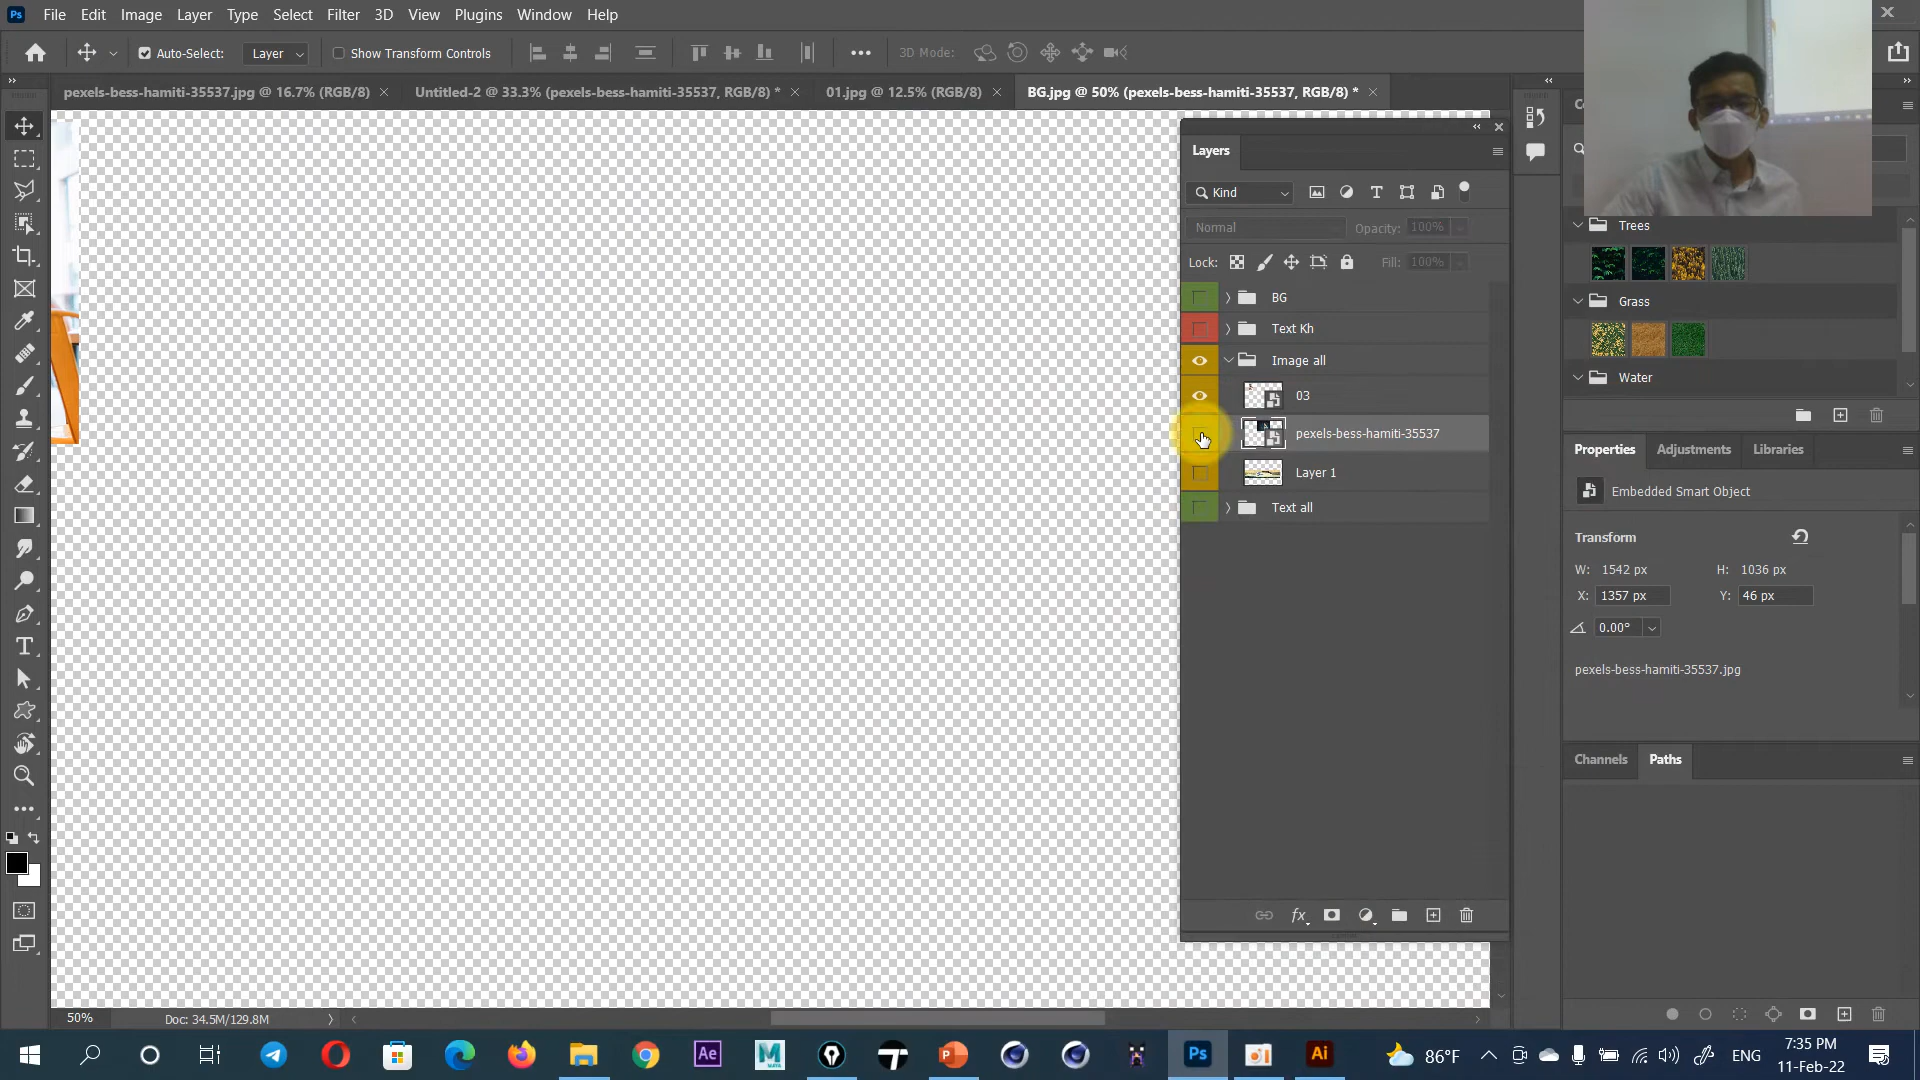 Ps File Edit Image Layer Type Select Filter 3D View Plugins Window Help
Auto-Select: Layer Show Transform Controls 3D Mode:
pexels-bess-hamiti-35537.jpg @ 16.7% (RGB/8) Untitled-2 @ 33.3% (pexels-bess-hamiti-35537, RGB/8) * 01.jpg @ 12.5% (RGB/8) BG.jpg @ 50% (pexels-bess-hamiti-35537, RGB/8) *
Layers
Kind
Normal Opacity: 100%
Lock: Fill: 100%
BG
Text Kh
Image all
03
pexels-bess-hamiti-35537
Layer 1
Text all
fx
Trees
Grass
Water
Properties Adjustments Libraries
Embedded Smart Object
Transform
W: 1542 px H: 1036 px
X: 1357 px Y: 46 px
0.00°
pexels-bess-hamiti-35537.jpg
Channels Paths
50% Doc: 34.5M/129.8M
Ae Ps Ai 86°F ENG 7:35 PM
11-Feb-22